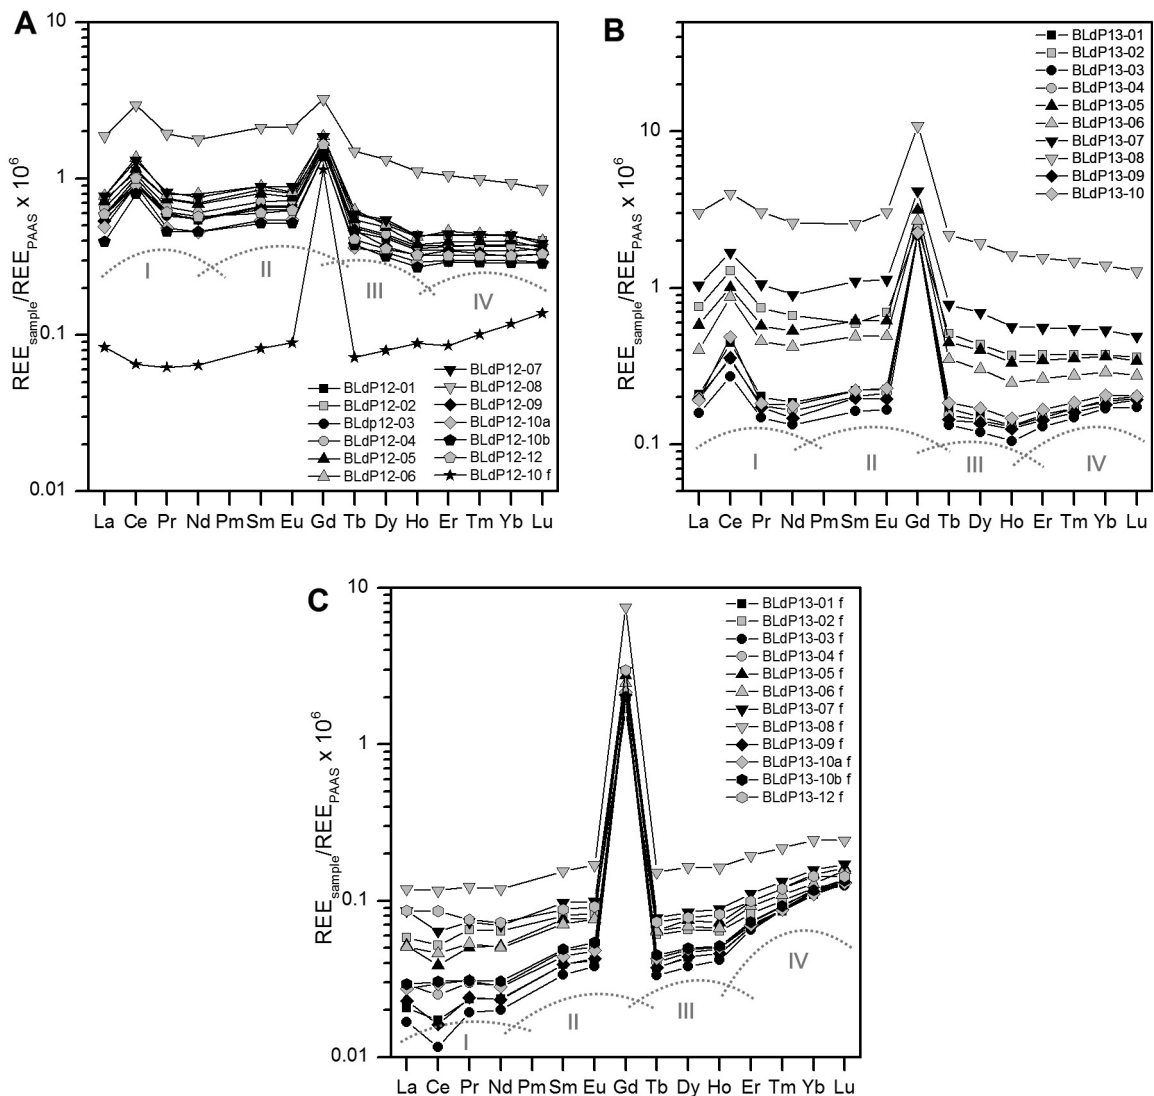 A
10
1
0.1
0.01
REEsample/REEPAAS x 10^6
I
II
III
IV
BLdP12-01
BLdP12-02
BLdp12-03
BLdP12-04
BLdP12-05
BLdP12-06
BLdP12-07
BLdP12-08
BLdP12-09
BLdP12-10a
BLdP12-10b
BLdP12-12
BLdP12-10 f
La Ce Pr Nd Pm Sm Eu Gd Tb Dy Ho Er Tm Yb Lu
B
10
1
0.1
REEsample/REEPAAS x 10^6
BLdP13-01
BLdP13-02
BLdP13-03
BLdP13-04
BLdP13-05
BLdP13-06
BLdP13-07
BLdP13-08
BLdP13-09
BLdP13-10
I
II
III
IV
La Ce Pr Nd Pm Sm Eu Gd Tb Dy Ho Er Tm Yb Lu
C
10
1
0.1
0.01
REEsample/REEPAAS x 10^6
BLdP13-01 f
BLdP13-02 f
BLdP13-03 f
BLdP13-04 f
BLdP13-05 f
BLdP13-06 f
BLdP13-07 f
BLdP13-08 f
BLdP13-09 f
BLdP13-10a f
BLdP13-10b f
BLdP13-12 f
I
II
III
IV
La Ce Pr Nd Pm Sm Eu Gd Tb Dy Ho Er Tm Yb Lu